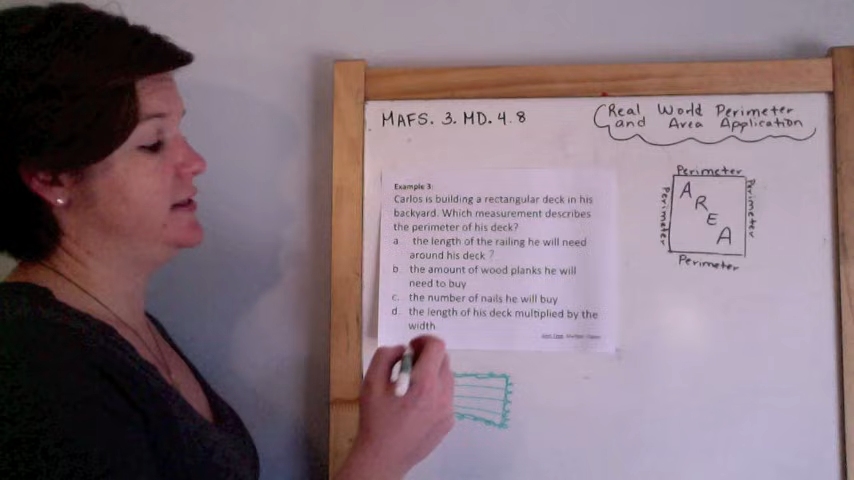 MAFS. 3. MD. 4.8
Real World Perimeter
and Area Application
Example 3:
Carlos is building a rectangular deck in his
backyard. Which measurement describes
the perimeter of his deck?
a. the length of the railing he will need
around his deck ?
b. the amount of wood planks he will
need to buy
c. the number of nails he will buy
d. the length of his deck multiplied by the
width
Perimeter
Perimeter
AREA
Perimeter
Perimeter